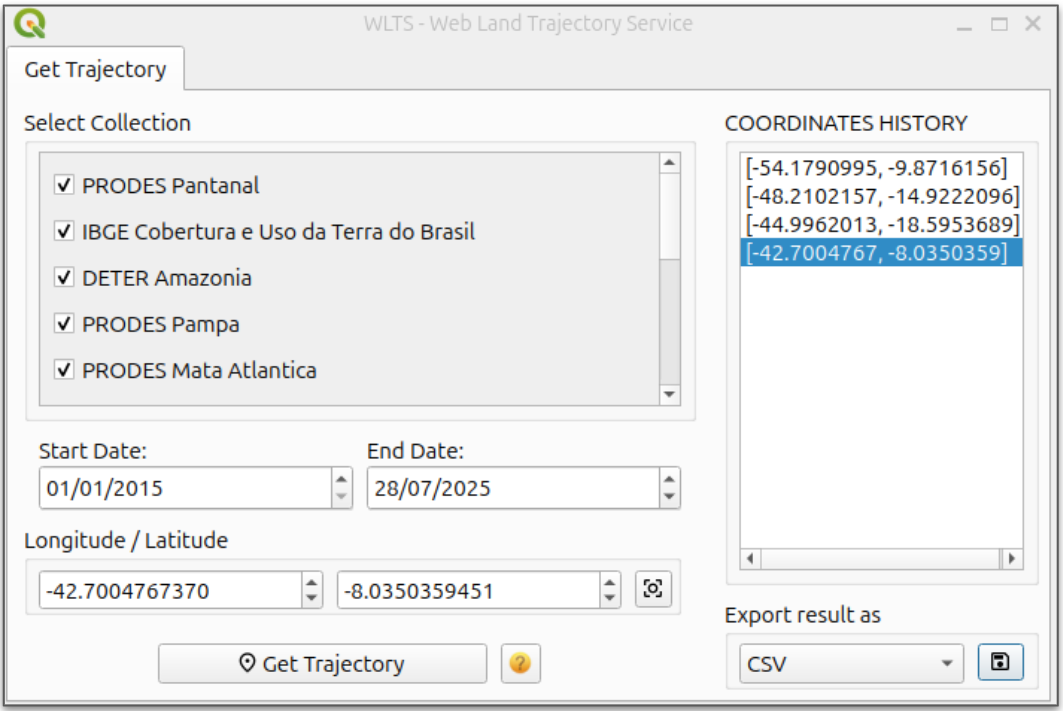 WLTS - Web Land Trajectory Service
Get Trajectory
Select Collection
PRODES Pantanal
IBGE Cobertura e Uso da Terra do Brasil
DETER Amazonia
PRODES Pampa
PRODES Mata Atlantica
Start Date:
End Date:
01/01/2015
28/07/2025
Longitude / Latitude
-42.7004767370
-8.0350359451
Get Trajectory
?
COORDINATES HISTORY
[-54.1790995, -9.8716156]
[-48.2102157, -14.9222096]
[-44.9962013, -18.5953689]
[-42.7004767, -8.0350359]
Export result as
CSV